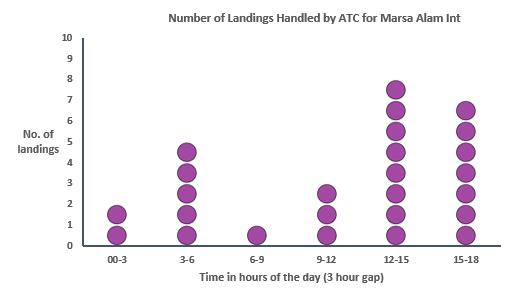 Number of Landings Handled by ATC for Marsa Alam Int
10
9
8
7
6
5
4
3
2
1
0
No. of
landings
00-3 3-6 6-9 9-12 12-15 15-18
Time in hours of the day (3 hour gap)